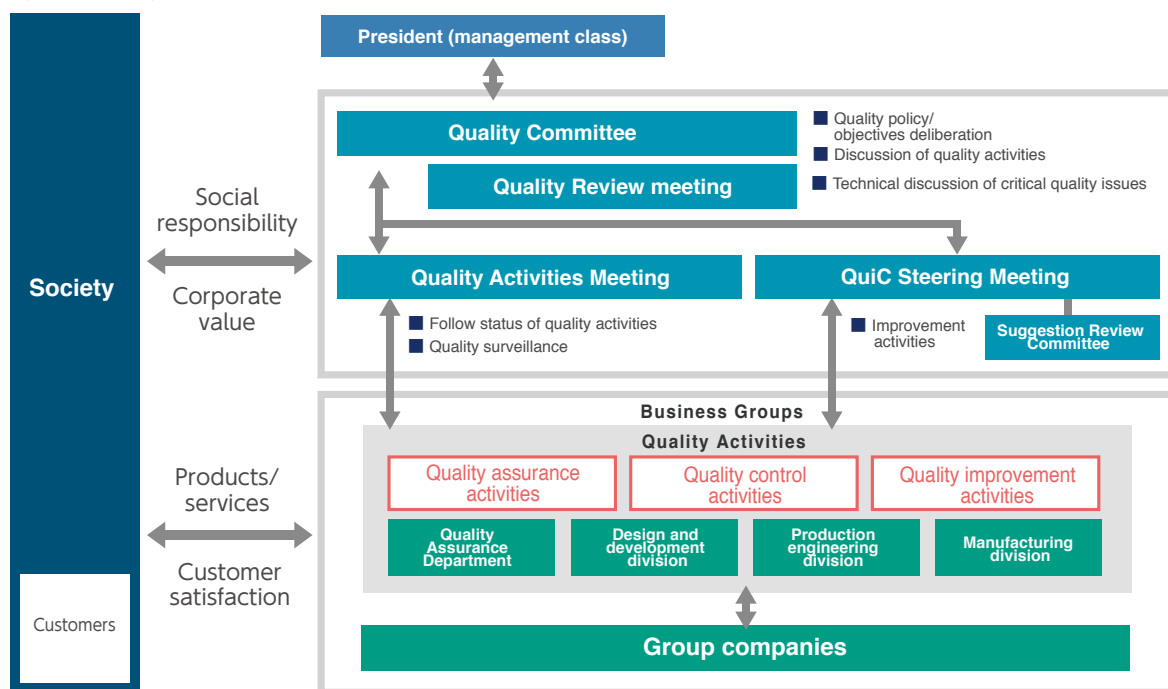 President (management class)
Quality Committee
Quality policy/
objectives deliberation
Discussion of quality activities
Quality Review meeting
Technical discussion of critical quality issues
Social
responsibility
Society
Corporate
value
Quality Activities Meeting
QuiC Steering Meeting
Follow status of quality activities
Quality surveillance
Improvement
activities
Suggestion Review
Committee
Business Groups
Quality Activities
Quality assurance
activities
Quality control
activities
Quality improvement
activities
Products/
services
Quality
Assurance
Department
Design and
development
division
Production
engineering
division
Manufacturing
division
Customer
satisfaction
Customers
Group companies